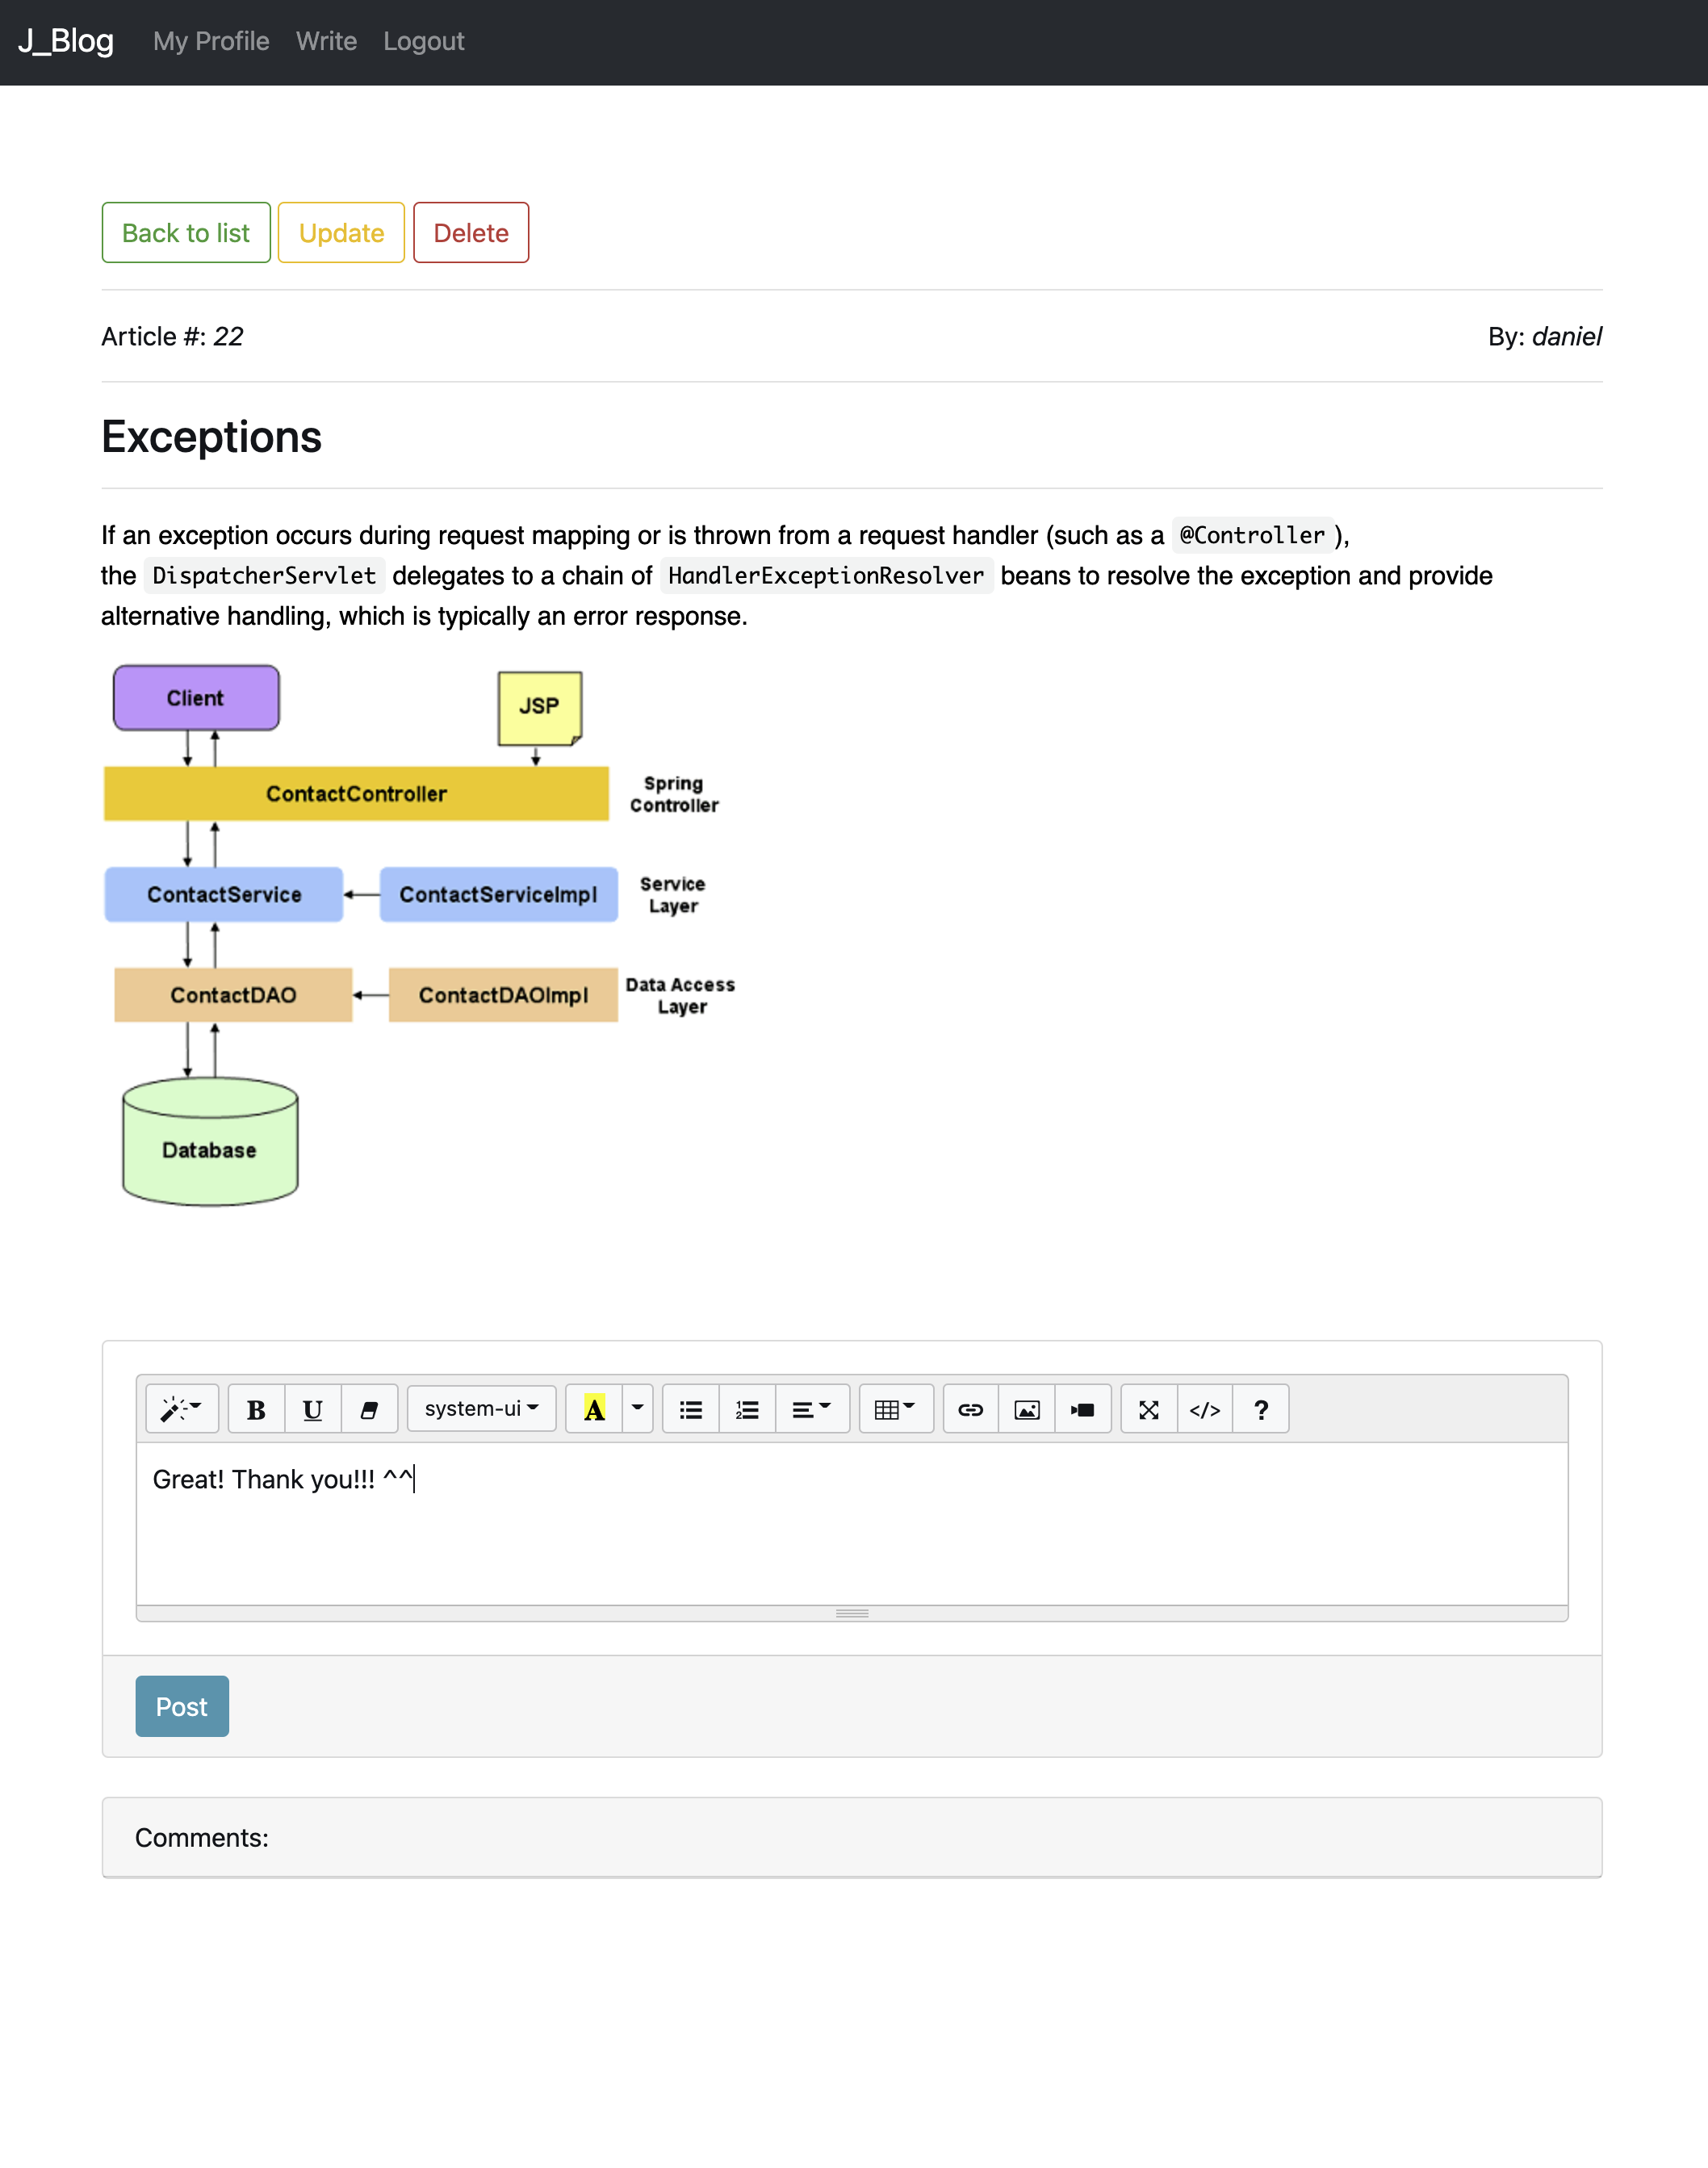 J_Blog My Profile Write Logout
Back to list Update Delete
Article #: 22 By: daniel
Exceptions
If an exception occurs during request mapping or is thrown from a request handler (such as a @Controller ),
the DispatcherServlet delegates to a chain of HandlerExceptionResolver beans to resolve the exception and provide
alternative handling, which is typically an error response.
Client
JSP
ContactController
Spring
Controller
ContactService
ContactServiceImpl
Service
Layer
ContactDAO
ContactDAOImpl
Data Access
Layer
Database
B U system-ui A </> ?
Great! Thank you!!! ^^
Post
Comments: